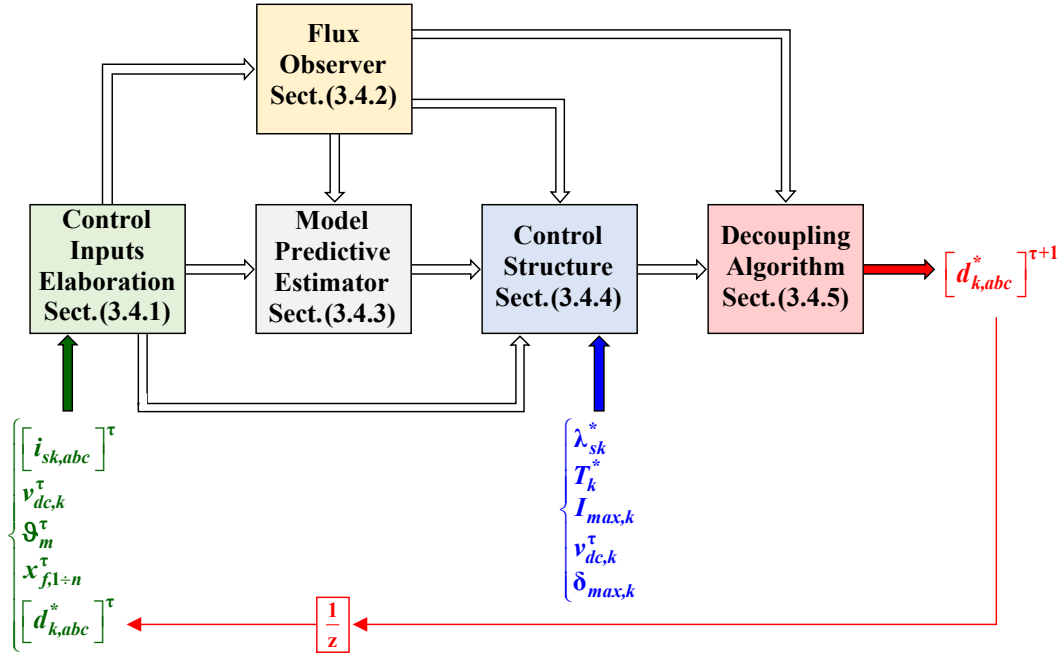 Flux
Observer
Sect.(3.4.2)
Control
Inputs
Elaboration
Sect.(3.4.1)
Model
Predictive
Estimator
Sect.(3.4.3)
Control
Structure
Sect.(3.4.4)
Decoupling
Algorithm
Sect.(3.4.5)
[d*k,abc]τ+1
[isk,abc]τ
vτdc,k
ϑτm
xτf,1÷n
[d*k,abc]τ
λ*sk
T*k
Imax,k
vτdc,k
δmax,k
1
z